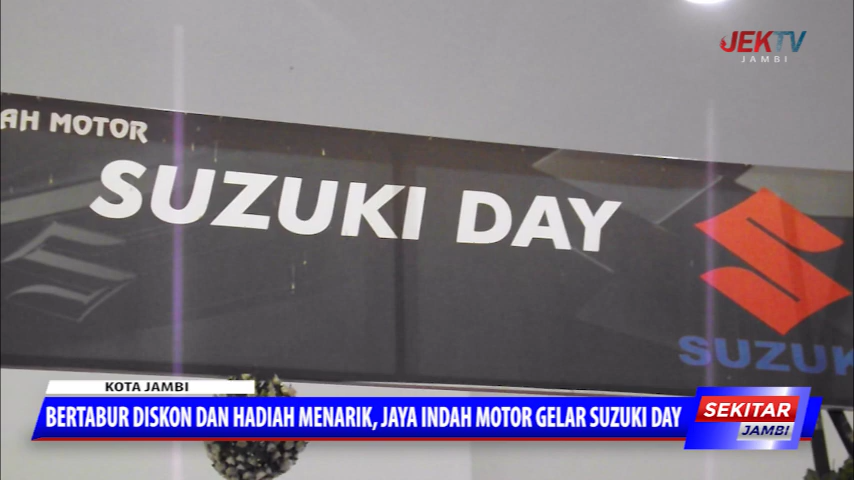 JEKTV
JAMBI
AH MOTOR
SUZUKI DAY
SUZUK
KOTA JAMBI
BERTABUR DISKON DAN HADIAH MENARIK, JAYA INDAH MOTOR GELAR SUZUKI DAY
SEKITAR
JAMBI